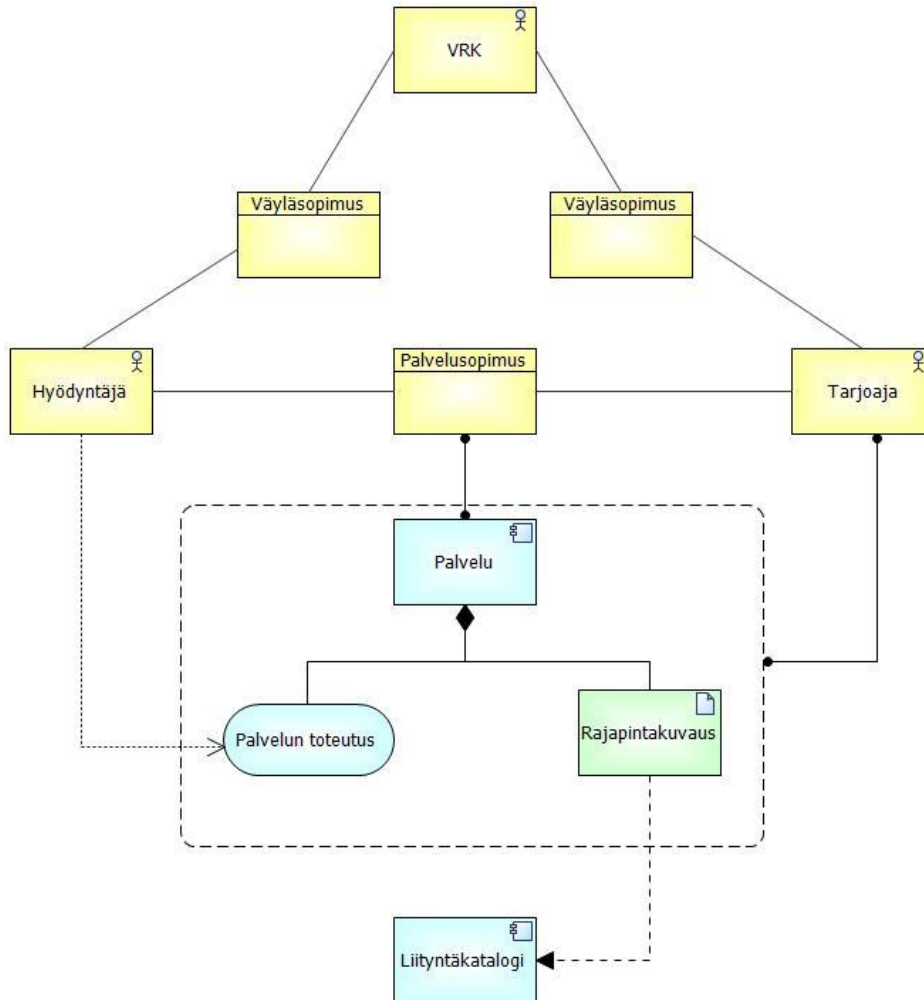 VRK
Väyläsopimus
Väyläsopimus
Hyödyntäjä
Palvelusopimus
Tarjoaja
Palvelu
Palvelun toteutus
Rajapintakuvaus
Liityntäkatalogi